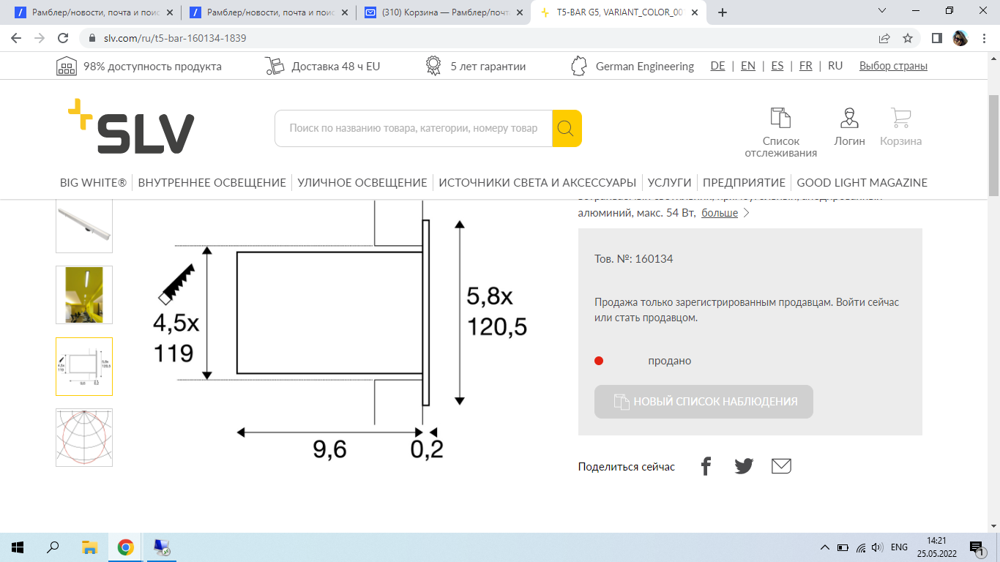 Рамблер/новости, почта и поис
Рамблер/новости, почта и поис
(310) Корзина — Рамблер/почт
T5-BAR G5, VARIANT_COLOR_00
slv.com/ru/t5-bar-160134-1839
98% доступность продукта
Доставка 48 ч EU
5 лет гарантии
German Engineering
DE | EN | ES | FR | RU
Выбор страны
SLV
Поиск по названию товара, категории, номеру товар
Список
отслеживания
Логин
Корзина
BIG WHITE®
ВНУТРЕННЕЕ ОСВЕЩЕНИЕ
УЛИЧНОЕ ОСВЕЩЕНИЕ
ИСТОЧНИКИ СВЕТА И АКСЕССУАРЫ
УСЛУГИ
ПРЕДПРИЯТИЕ
GOOD LIGHT MAGAZINE
алюминий, макс. 54 Вт, больше
4,5x
119
5,8x
120,5
9,6
0,2
Тов. №: 160134
Продажа только зарегистрированным продавцам. Войти сейчас
или стать продавцом.
продано
НОВЫЙ СПИСОК НАБЛЮДЕНИЯ
Поделиться сейчас
ENG
14:21
25.05.2022
1